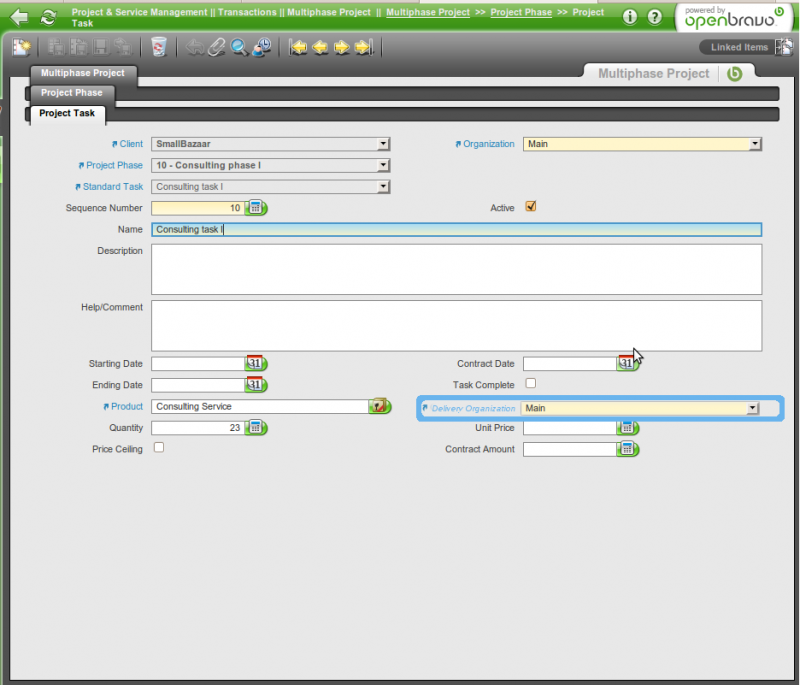 Project & Service Management || Transactions || Multiphase Project || Multiphase Project >> Project Phase >> Project
Task
powered by
openbravo
Linked Items
Multiphase Project
Multiphase Project
Project Phase
Project Task
Client SmallBazaar
Organization Main
Project Phase 10 - Consulting phase I
Standard Task Consulting task I
Sequence Number 10
Active
Name Consulting task I
Description
Help/Comment
Starting Date 31
Contract Date 31
Ending Date 31
Task Complete
Product Consulting Service
Delivery Organization Main
Quantity 23
Unit Price
Price Ceiling
Contract Amount